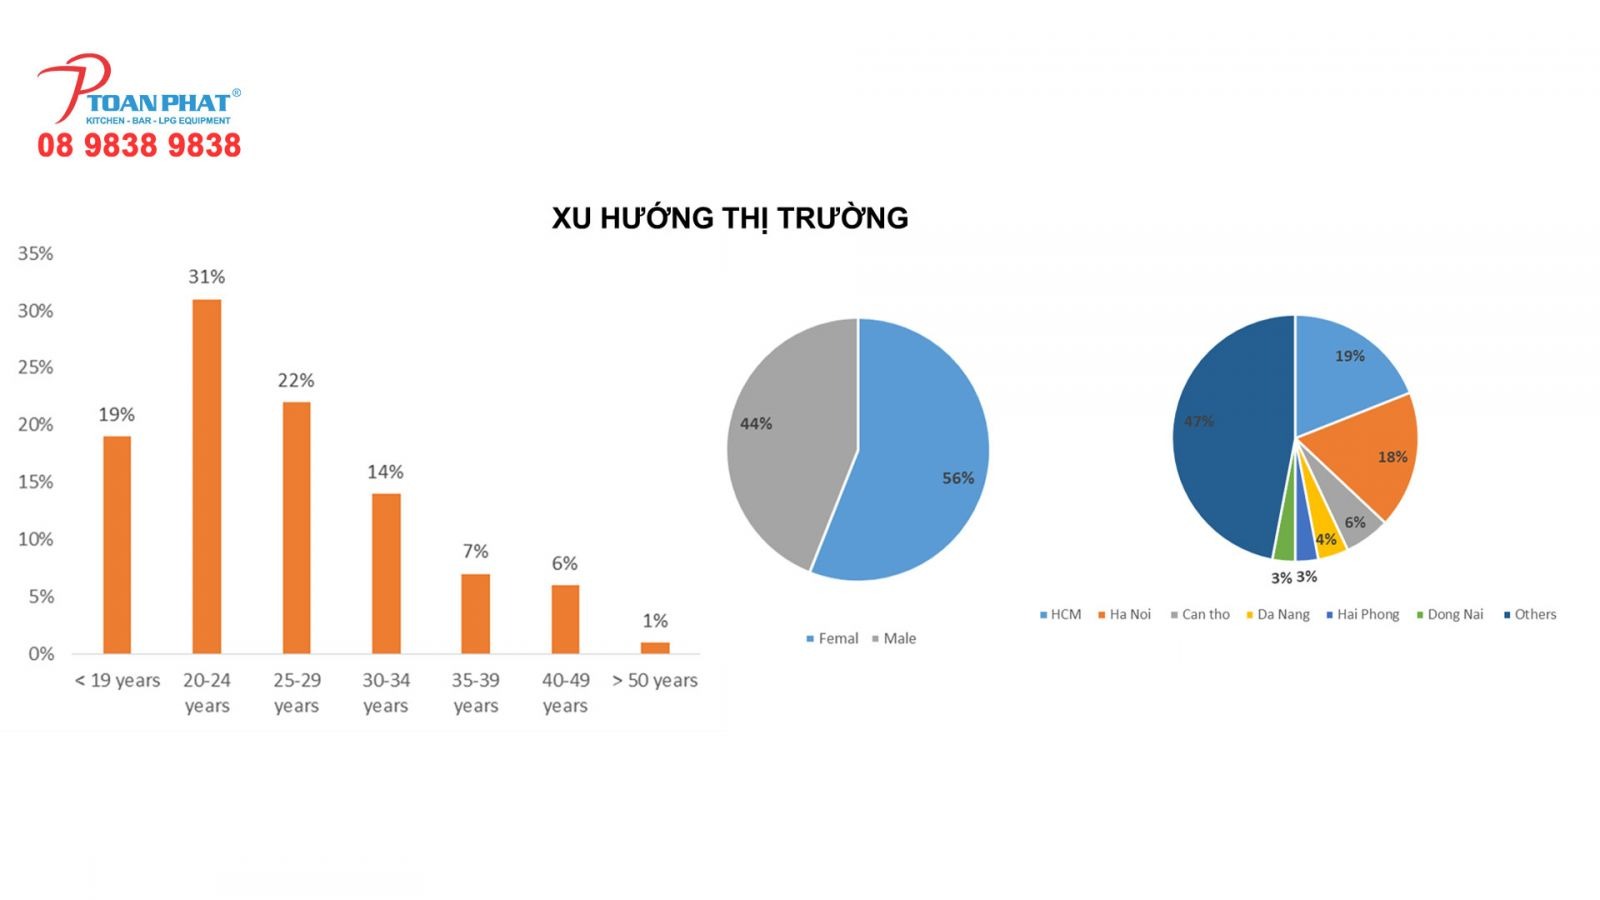 TOAN PHAT®
KITCHEN - BAR - LPG EQUIPMENT
08 9838 9838
XU HƯỚNG THỊ TRƯỜNG
35%
30%
25%
20%
15%
10%
5%
0%
19%
31%
22%
14%
7%
6%
1%
< 19 years
20-24 years
25-29 years
30-34 years
35-39 years
40-49 years
> 50 years
44%
56%
Femal Male
19%
18%
6%
4%
3%
3%
47%
HCM Ha Noi Can tho Da Nang Hai Phong Dong Nai Others